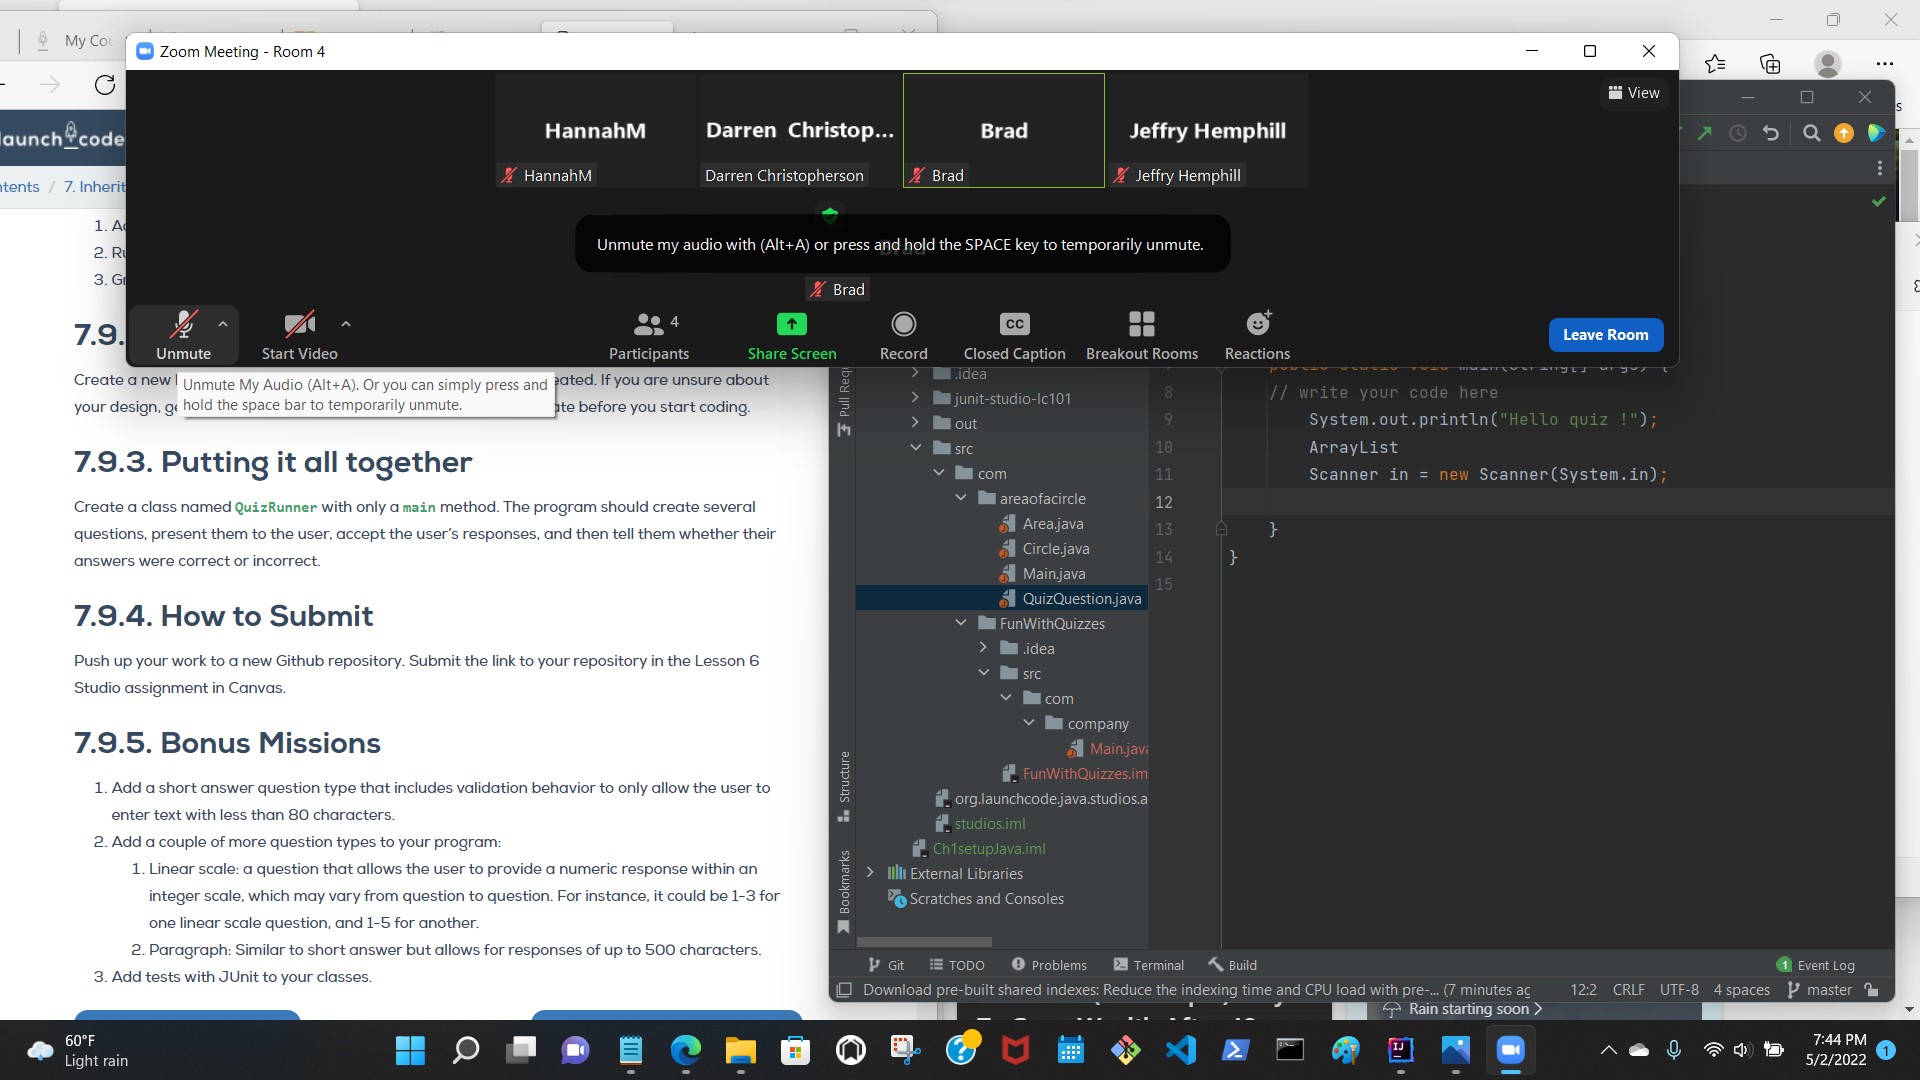 My Co
Zoom Meeting - Room 4
HannahM
Darren Christop...
Brad
Jeffry Hemphill
View
HannahM
Darren Christopherson
Brad
Jeffry Hemphill
Unmute my audio with (Alt+A) or press and hold the SPACE key to temporarily unmute.
Brad
Unmute
Start Video
Participants
4
Share Screen
Record
CC
Closed Caption
Breakout Rooms
Reactions
Leave Room
Unmute My Audio (Alt+A). Or you can simply press and
hold the space bar to temporarily unmute.
launch code
tents / 7. Inherit
1. Ad
2. Ru
3. Gr
7.9.
Create a new
eated. If you are unsure about
your design, ge
te before you start coding.
7.9.3. Putting it all together
Create a class named QuizRunner with only a main method. The program should create several
questions, present them to the user, accept the user's responses, and then tell them whether their
answers were correct or incorrect.
7.9.4. How to Submit
Push up your work to a new Github repository. Submit the link to your repository in the Lesson 6
Studio assignment in Canvas.
7.9.5. Bonus Missions
1. Add a short answer question type that includes validation behavior to only allow the user to
enter text with less than 80 characters.
2. Add a couple of more question types to your program:
1. Linear scale: a question that allows the user to provide a numeric response within an
integer scale, which may vary from question to question. For instance, it could be 1-3 for
one linear scale question, and 1-5 for another.
2. Paragraph: Similar to short answer but allows for responses of up to 500 characters.
3. Add tests with JUnit to your classes.
Pull Requ
Structure
Bookmarks
.idea
junit-studio-lc101
out
src
com
areaofacircle
Area.java
Circle.java
Main.java
QuizQuestion.java
FunWithQuizzes
.idea
src
com
company
Main.java
FunWithQuizzes.im
org.launchcode.java.studios.a
studios.iml
Ch1setupJava.iml
External Libraries
Scratches and Consoles
public static void main(String[] args) {
8 // write your code here
9 System.out.println("Hello quiz !");
10 ArrayList
11 Scanner in = new Scanner(System.in);
12
13 }
14 }
15
Git
TODO
Problems
Terminal
Build
1 Event Log
Download pre-built shared indexes: Reduce the indexing time and CPU load with pre-... (7 minutes ag
12:2
CRLF
UTF-8
4 spaces
master
Rain starting soon
60°F
Light rain
IJ
7:44 PM
5/2/2022
1